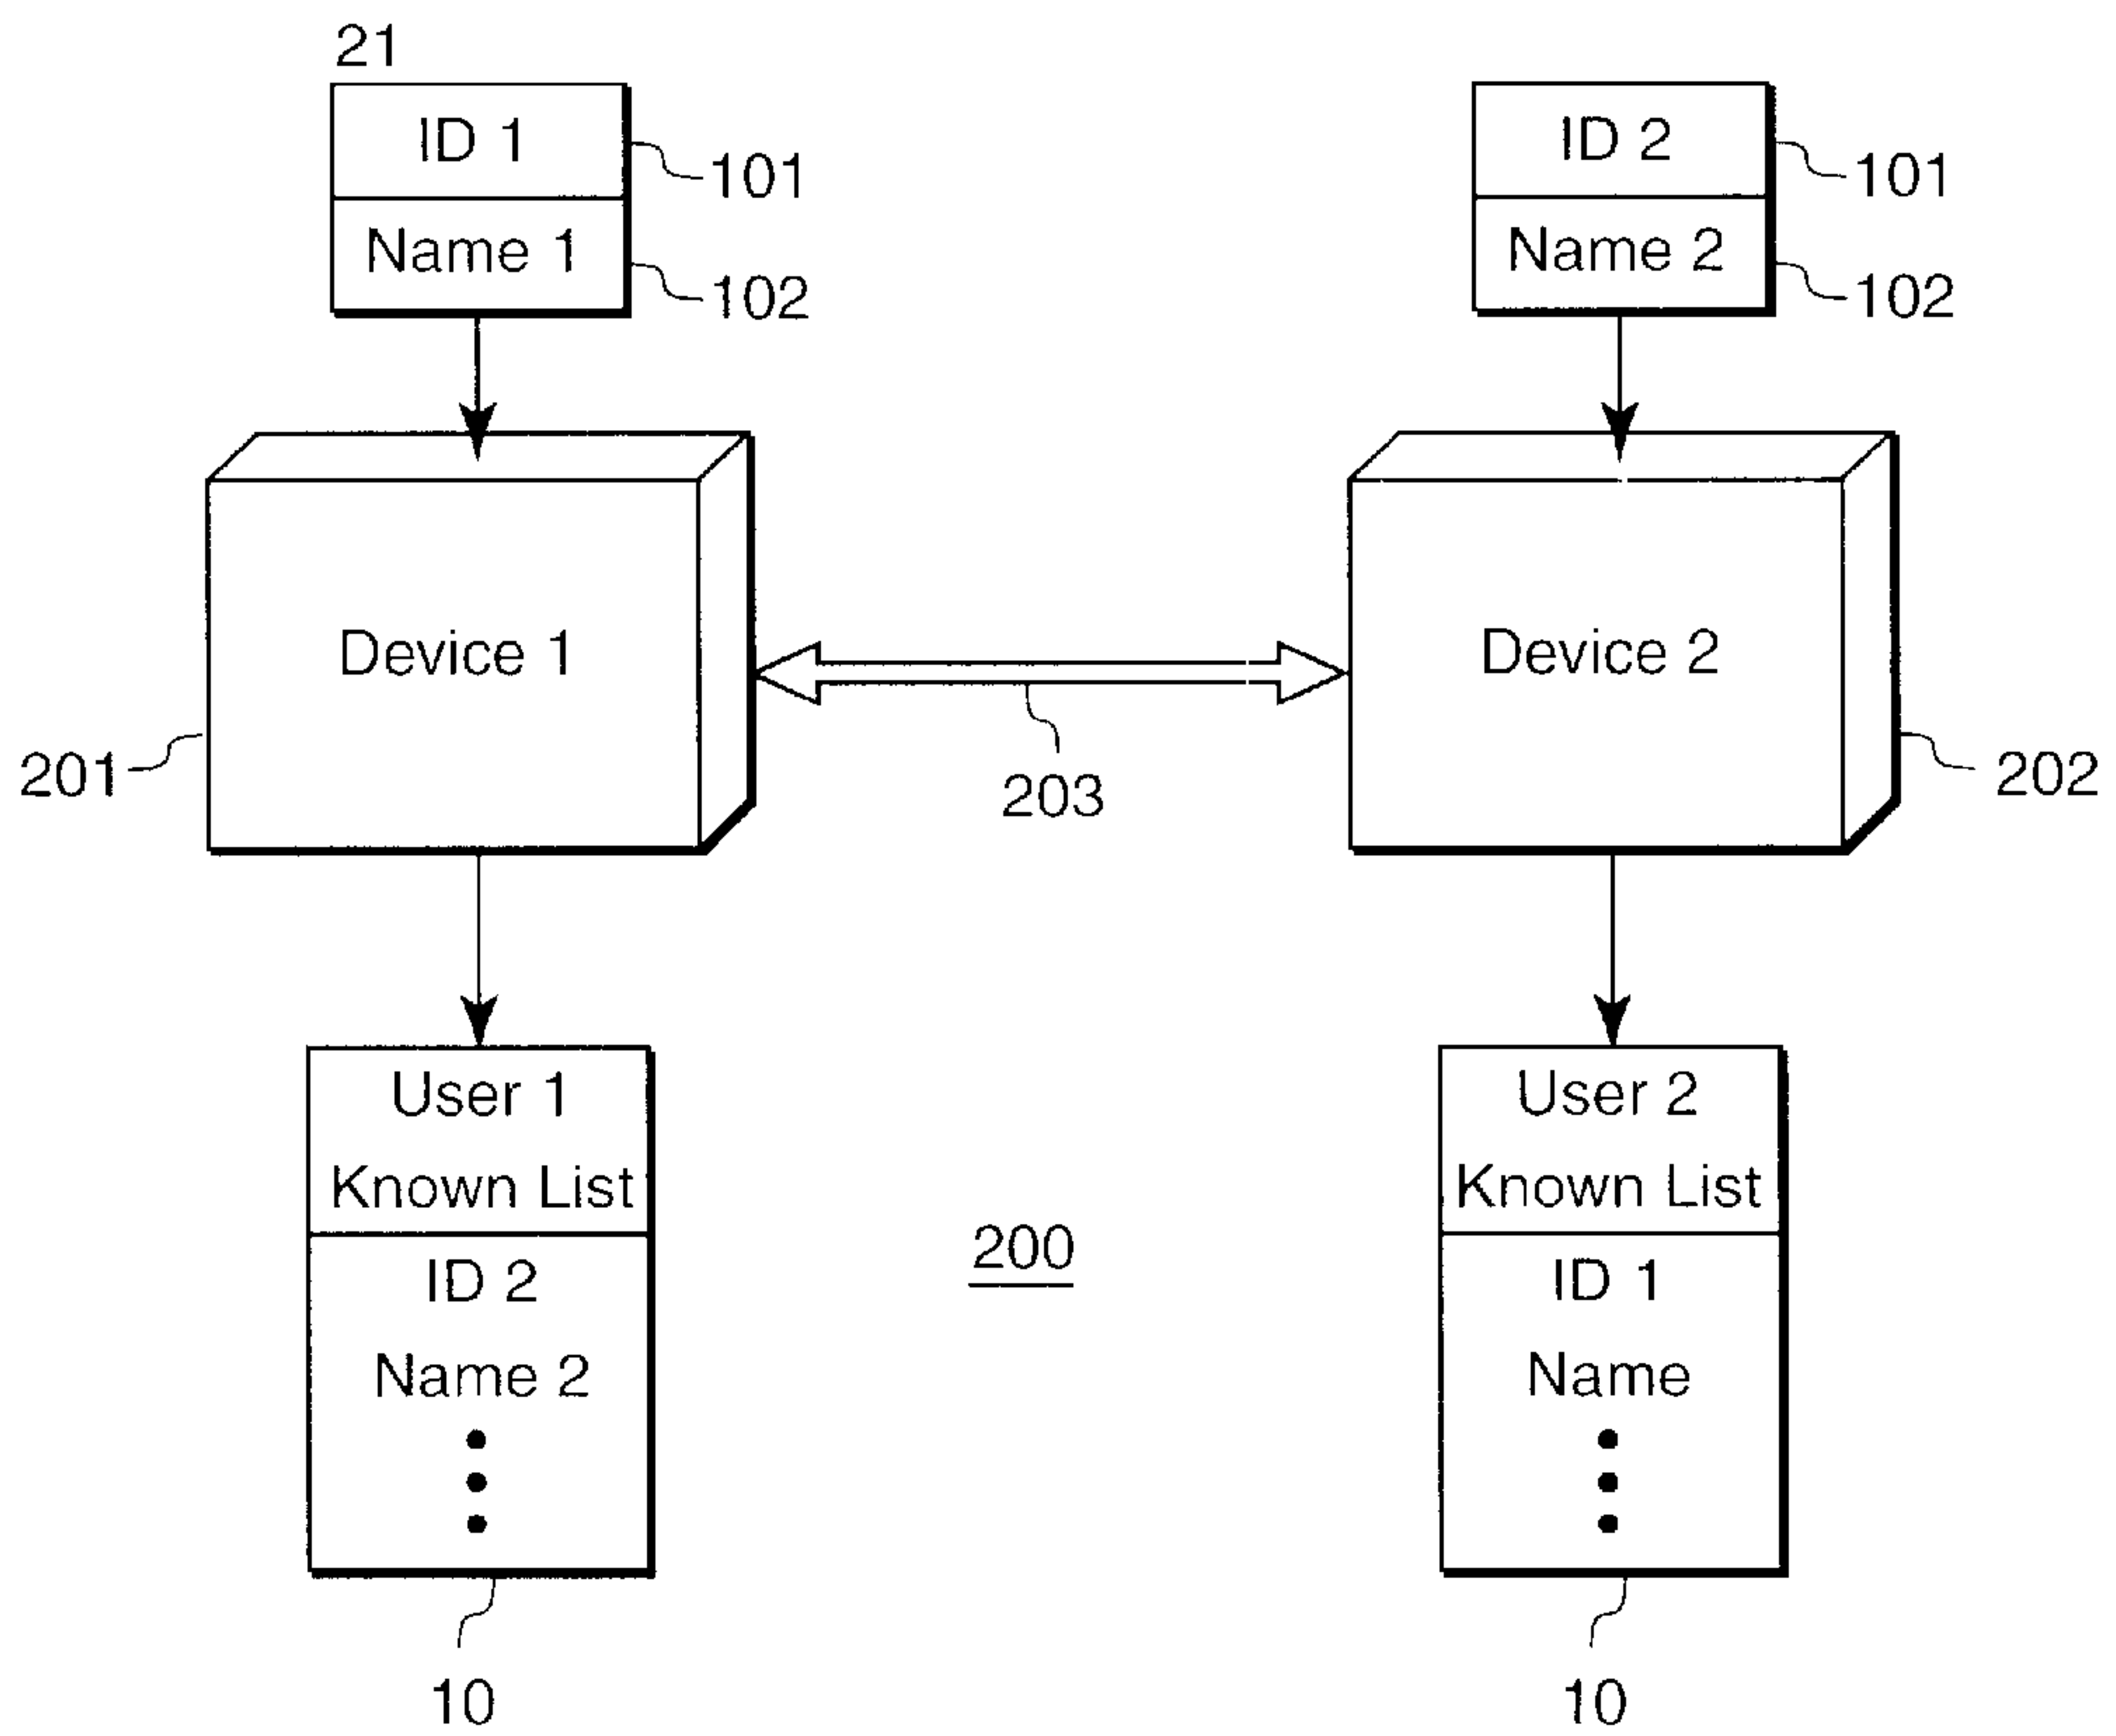 21
ID 1
101
Name 1
102
ID 2
101
Name 2
102
Device 1
201
203
Device 2
202
User 1
Known List
ID 2
Name 2
10
200
User 2
Known List
ID 1
Name
10